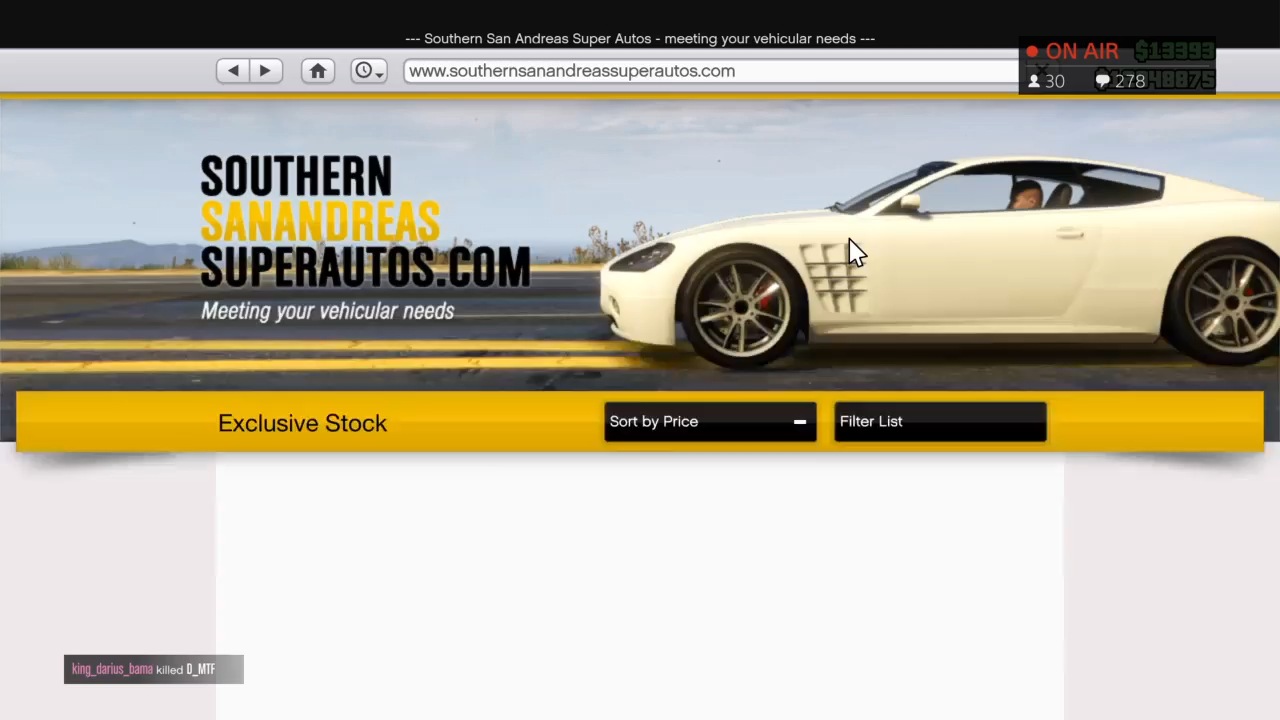 --- Southern San Andreas Super Autos - meeting your vehicular needs ---
www.southernsanandreassuperautos.com
ON AIR
$13393
30 278
SOUTHERN
SANANDREAS
SUPERAUTOS.COM
Meeting your vehicular needs
Exclusive Stock
Sort by Price
Filter List
king_darius_bama killed D_MTF